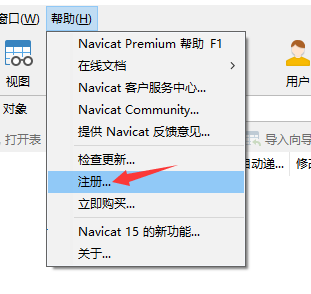 窗口(W) 帮助(H)
Navicat Premium 帮助 F1
在线文档
Navicat 客户服务中心...
Navicat Community...
提供 Navicat 反馈意见...
检查更新...
注册...
立即购买...
Navicat 15 的新功能...
关于...
视图
用户
对象
打开表
导入向导
自动递...
修改